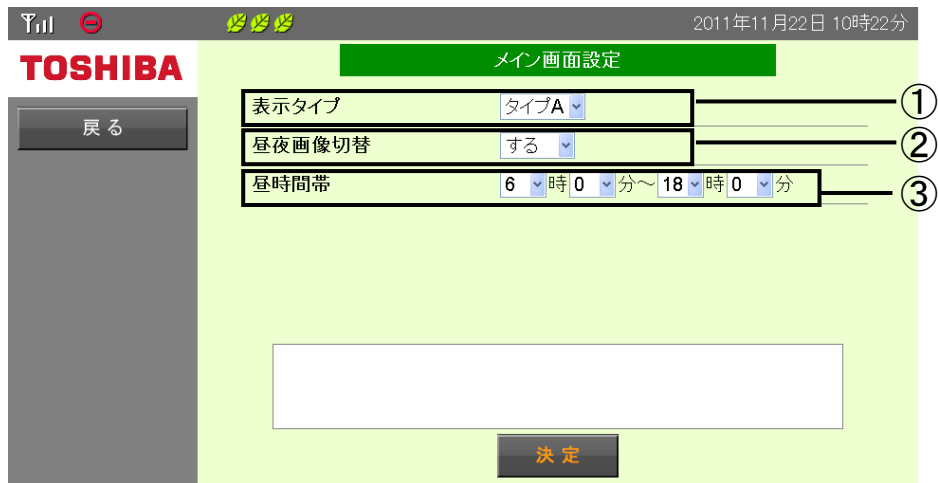 2011年11月22日 10時22分
TOSHIBA
メイン画面設定
戻る
表示タイプ タイプA ①
昼夜画像切替 する ②
昼時間帯 6 時 0 分～ 18 時 0 分 ③
決定